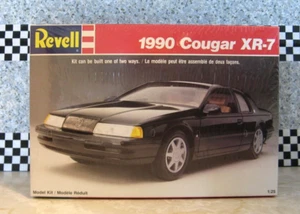 Revell
1990 Cougar XR-7
Kit can be built one of two ways. • Le modèle peut être assemblé de deux façons.
Model Kit / Modèle Réduit
1:25